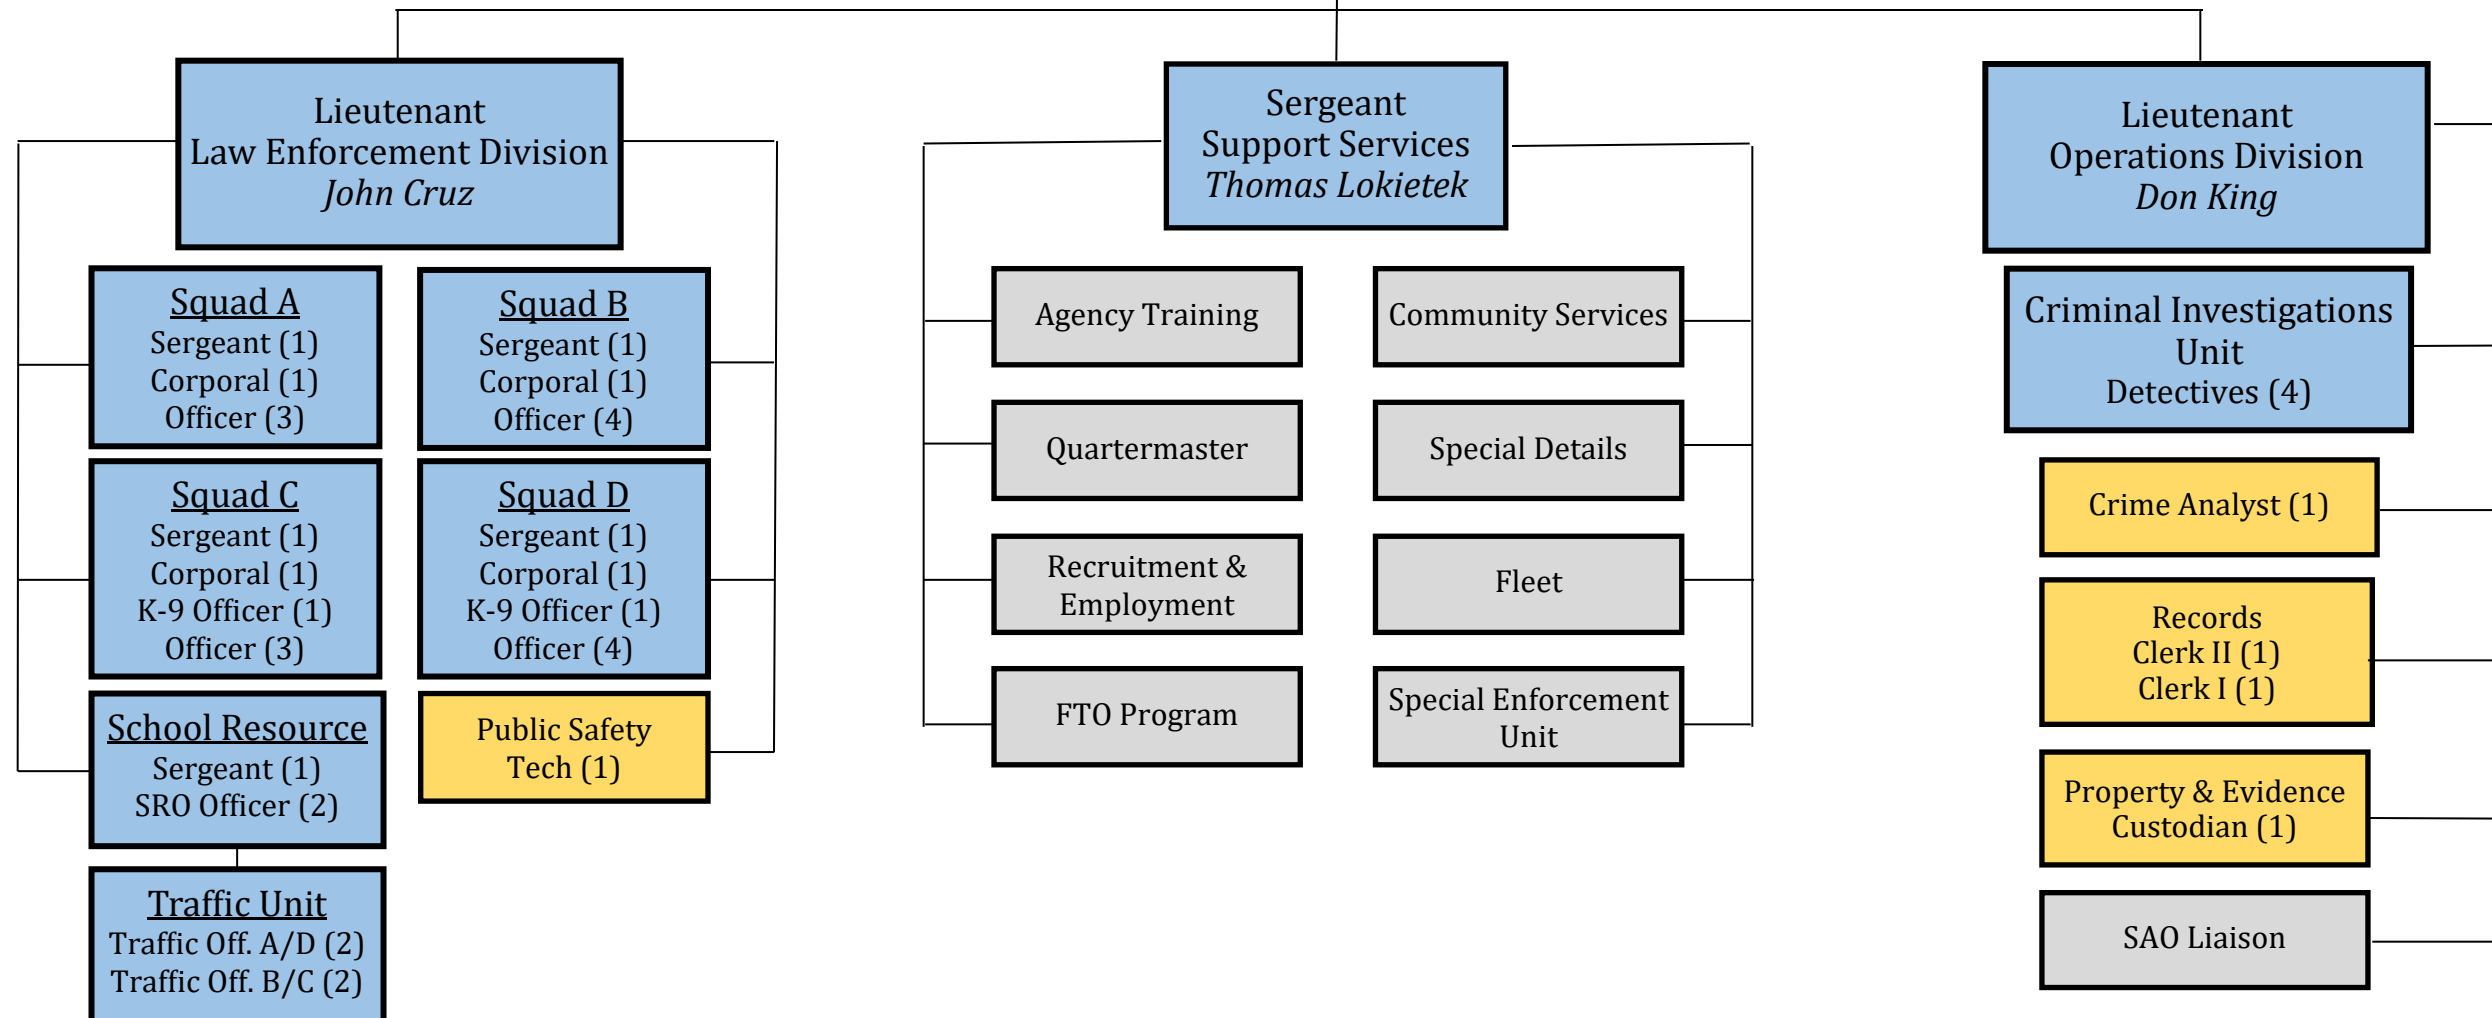 Lieutenant
Law Enforcement Division
John Cruz
Sergeant
Support Services
Thomas Lokietek
Lieutenant
Operations Division
Don King
Squad A
Sergeant (1)
Corporal (1)
Officer (3)
Squad B
Sergeant (1)
Corporal (1)
Officer (4)
Squad C
Sergeant (1)
Corporal (1)
K-9 Officer (1)
Officer (3)
Squad D
Sergeant (1)
Corporal (1)
K-9 Officer (1)
Officer (4)
School Resource
Sergeant (1)
SRO Officer (2)
Public Safety
Tech (1)
Traffic Unit
Traffic Off. A/D (2)
Traffic Off. B/C (2)
Agency Training
Community Services
Quartermaster
Special Details
Recruitment &
Employment
Fleet
FTO Program
Special Enforcement
Unit
Criminal Investigations
Unit
Detectives (4)
Crime Analyst (1)
Records
Clerk II (1)
Clerk I (1)
Property & Evidence
Custodian (1)
SAO Liaison